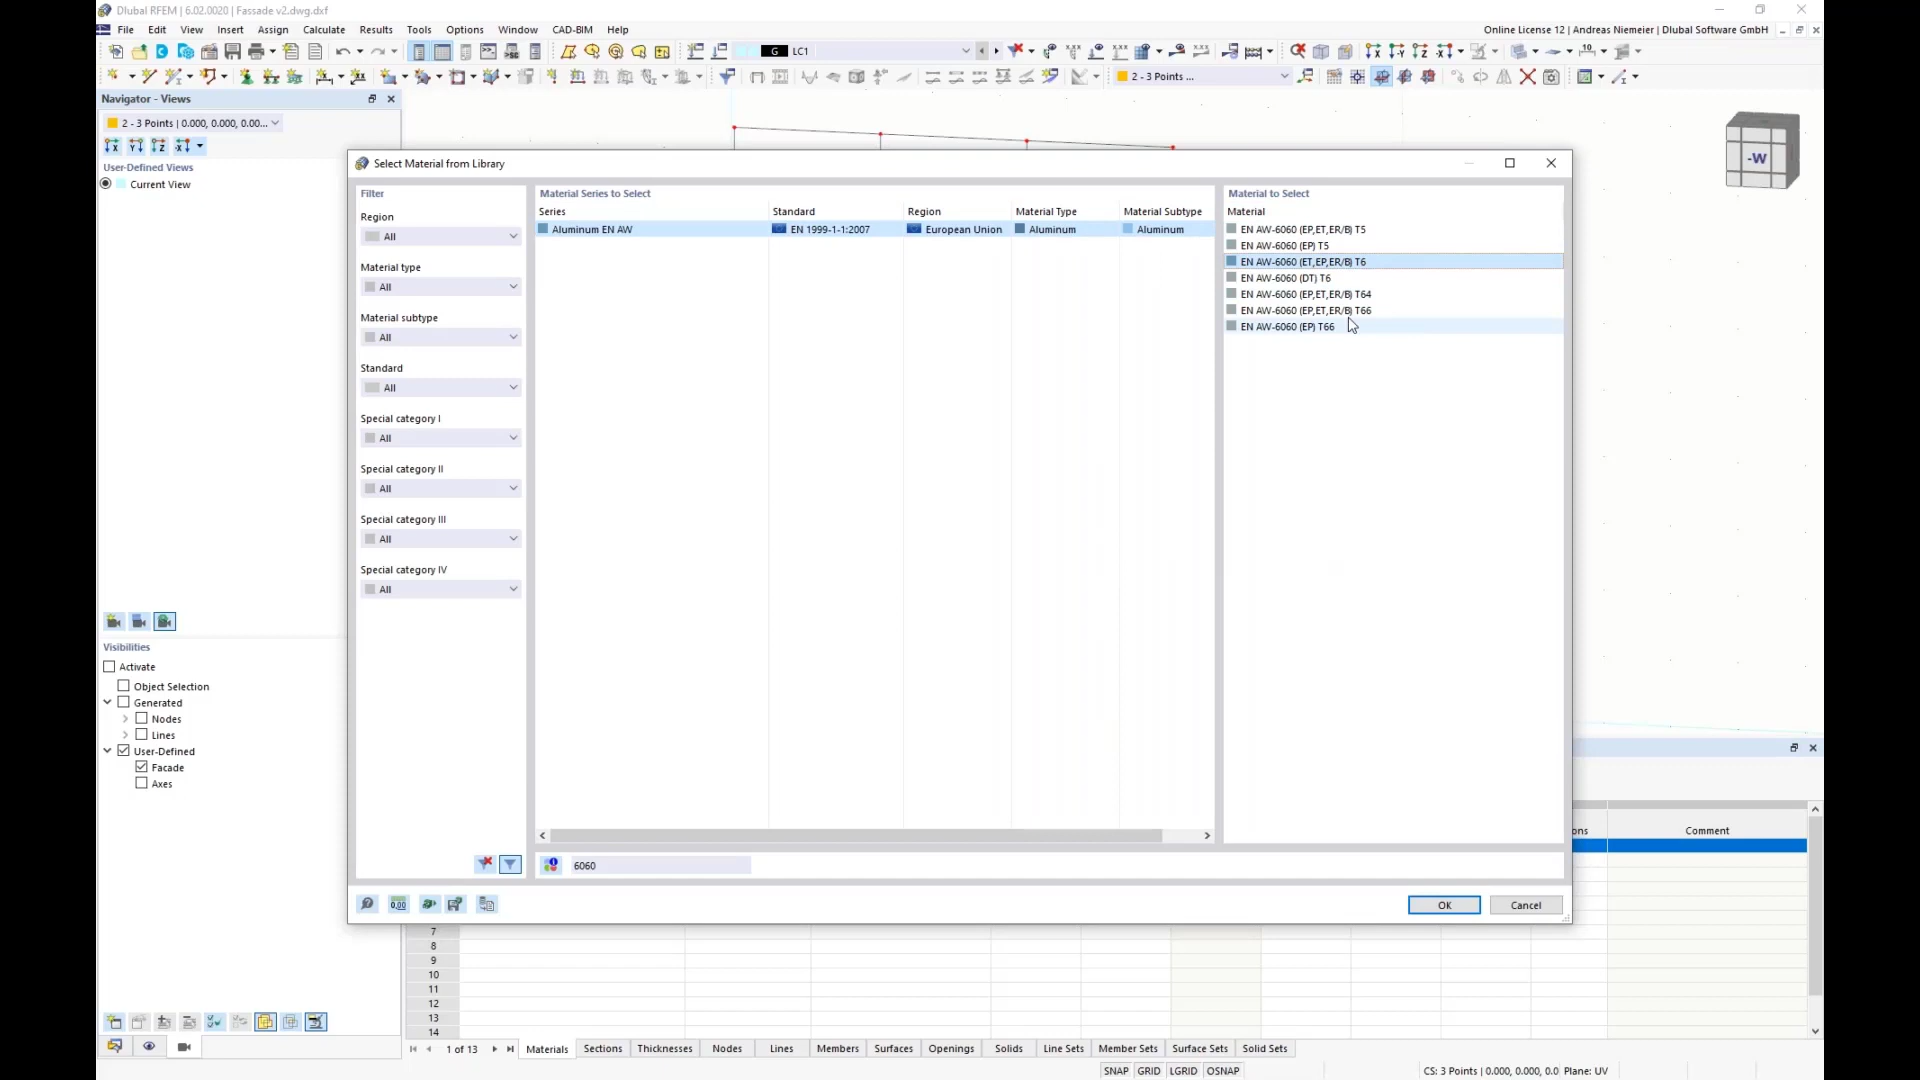 Dlubal RFEM | 6.02.0020 | Fassade v2.dwg.dxf
File Edit View Insert Assign Calculate Results Tools Options Window CAD-BIM Help
Online License 12 | Andreas Niemeier | Dlubal Software GmbH
G LC1
2 - 3 Points ...
Navigator - Views
2 - 3 Points | 0.000, 0.000, 0.00...
User-Defined Views
Current View
-W
Select Material from Library
Filter
Region
All
Material type
All
Material subtype
All
Standard
All
Special category I
All
Special category II
All
Special category III
All
Special category IV
All
Material Series to Select
Series Standard Region Material Type Material Subtype
Aluminum EN AW EN 1999-1-1:2007 European Union Aluminum Aluminum
Material to Select
Material
EN AW-6060 (EP,ET,ER/B) T5
EN AW-6060 (EP) T5
EN AW-6060 (ET,EP,ER/B) T6
EN AW-6060 (DT) T6
EN AW-6060 (EP,ET,ER/B) T64
EN AW-6060 (EP,ET,ER/B) T66
EN AW-6060 (EP) T66
6060
OK Cancel
Visibilities
Activate
Object Selection
Generated
Nodes
Lines
User-Defined
Facade
Axes
ons Comment
7
8
9
10
11
12
13
14
1 of 13 Materials Sections Thicknesses Nodes Lines Members Surfaces Openings Solids Line Sets Member Sets Surface Sets Solid Sets
SNAP GRID LGRID OSNAP CS: 3 Points | 0.000, 0.000, 0.0 Plane: UV